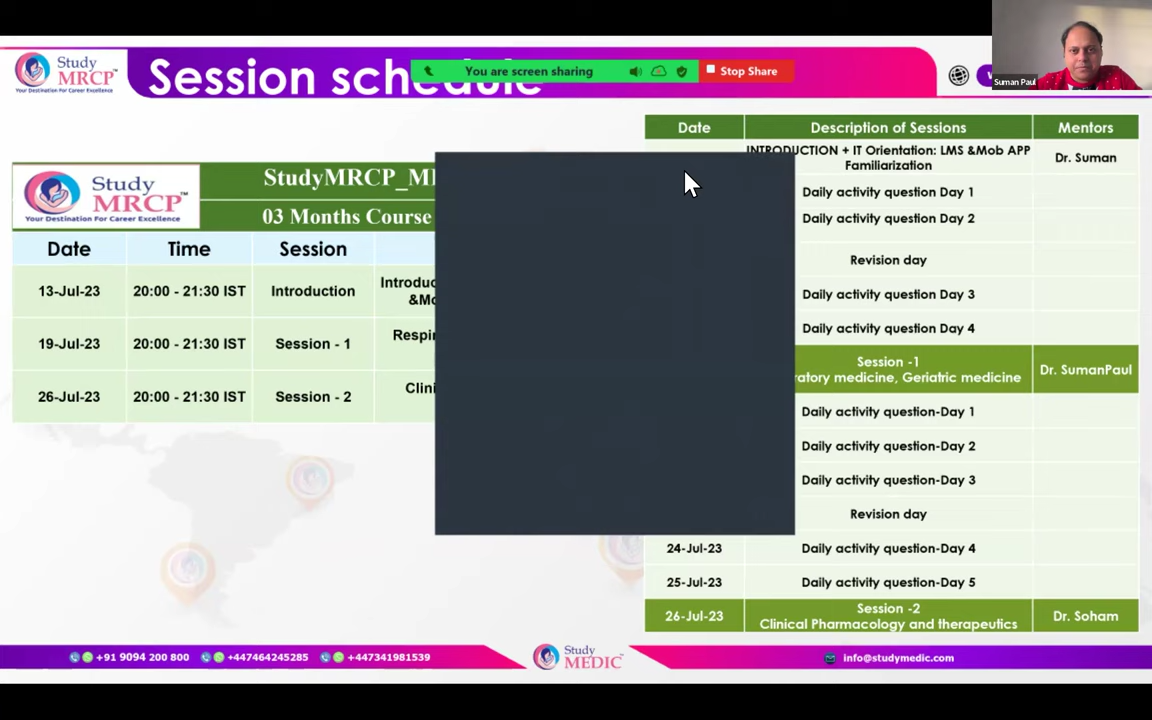 Study
MRCP™
Your Destination For Career Excellence
Session schedule
You are screen sharing
Stop Share
Suman Paul
Study
MRCP™
Your Destination For Career Excellence
StudyMRCP_M
03 Months Course
Date Time Session
13-Jul-23 20:00 - 21:30 IST Introduction Introduc
&Mo
19-Jul-23 20:00 - 21:30 IST Session - 1 Respir
26-Jul-23 20:00 - 21:30 IST Session - 2 Clini
Date Description of Sessions Mentors
INTRODUCTION + IT Orientation: LMS &Mob APP
Familiarization
Dr. Suman
Daily activity question Day 1
Daily activity question Day 2
Revision day
Daily activity question Day 3
Daily activity question Day 4
Session -1
ratory medicine, Geriatric medicine
Dr. SumanPaul
Daily activity question-Day 1
Daily activity question-Day 2
Daily activity question-Day 3
Revision day
24-Jul-23 Daily activity question-Day 4
25-Jul-23 Daily activity question-Day 5
26-Jul-23
Session -2
Clinical Pharmacology and therapeutics
Dr. Soham
+91 9094 200 800
+447464245285
+447341981539
Study
MEDIC™
info@studymedic.com